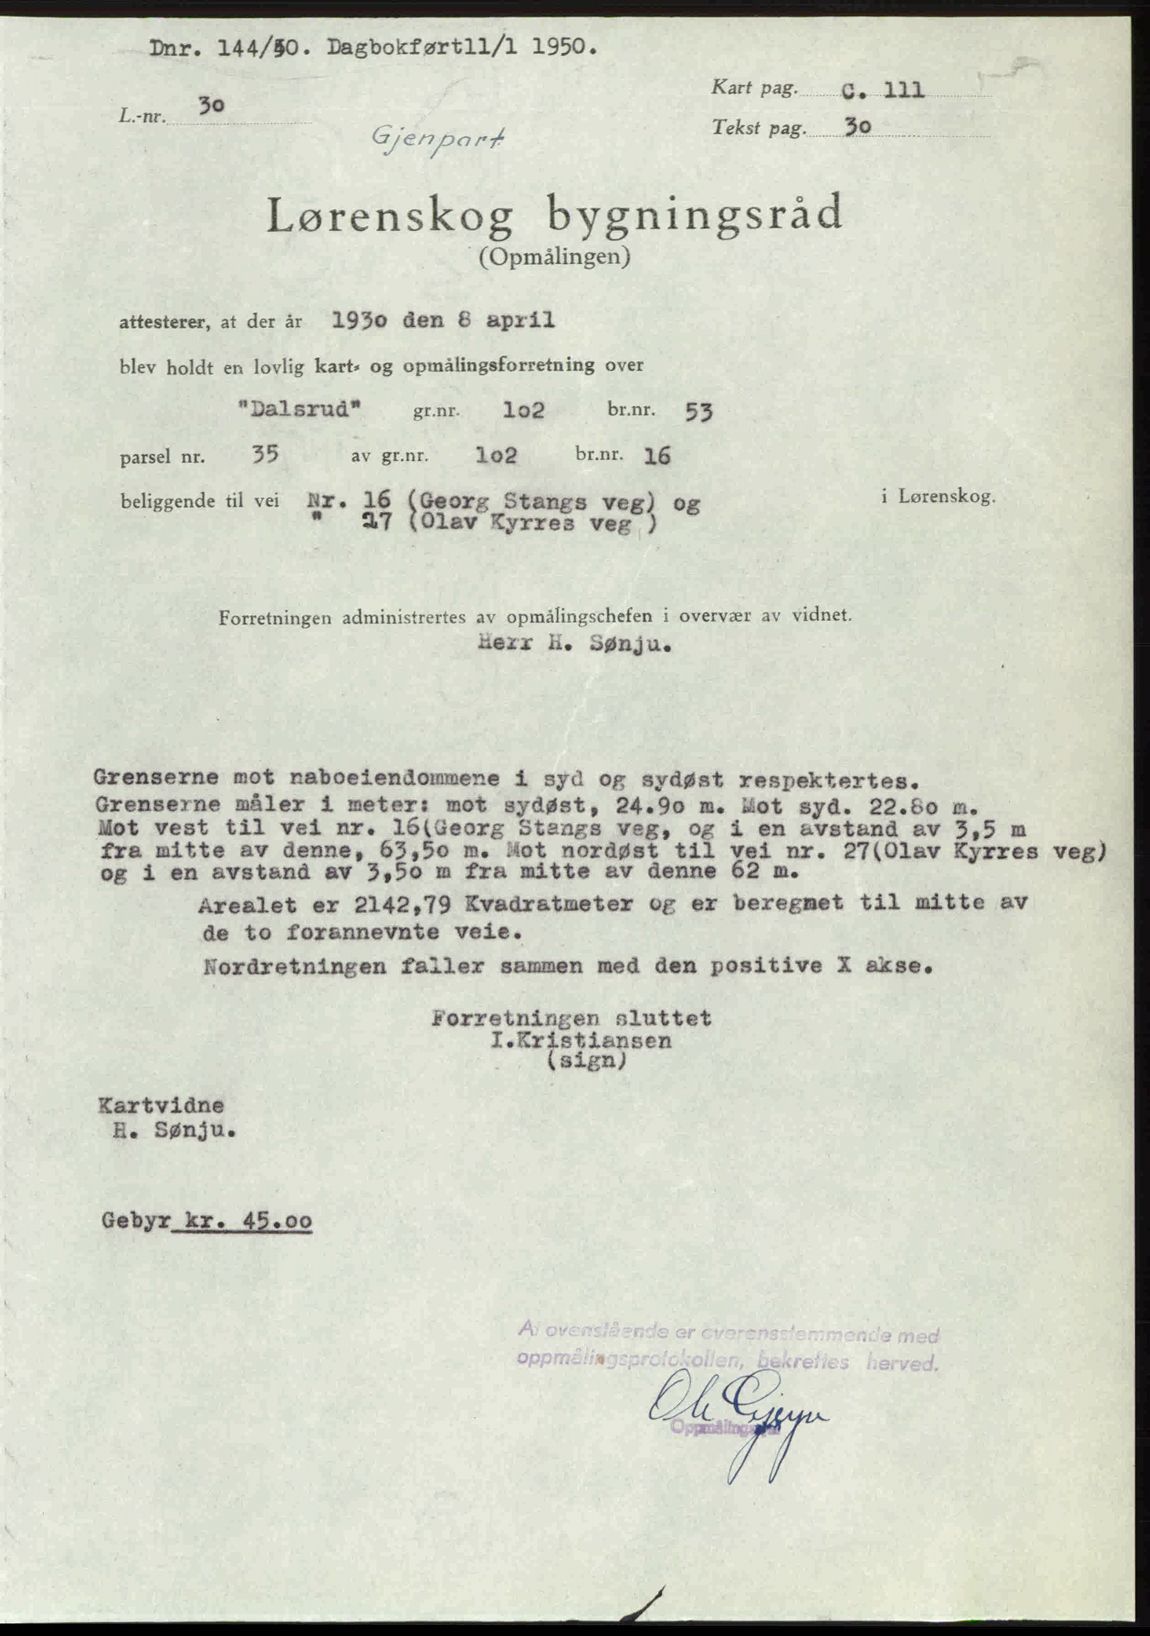 Dnr. 144/50. Dagbokført11/1 1950.
Kart pag. C. 111
L.-nr. 30
Tekst pag. 30
Gjenpart
Lørenskog bygningsråd
(Opmålingen)
attesterer, at der år 1930 den 8 april
blev holdt en lovlig kart- og opmålingsforretning over
"Dalsrud" gr.nr. 1o2 br.nr. 53
parsel nr. 35 av gr.nr. 1o2 br.nr. 16
beliggende til vei Nr. 16 (Georg Stangs veg) og i Lørenskog.
" 27 (Olav Kyrres veg )
Forretningen administrertes av opmålingschefen i overvær av vidnet.
Herr H. Sønju.
Grenserne mot naboeiendommene i syd og sydøst respektertes.
Grenserne måler i meter: mot sydøst, 24.9o m. Mot syd. 22.8o m.
Mot vest til vei nr. 16(Georg Stangs veg, og i en avstand av 3,5 m
fra mitte av denne, 63,5o m. Mot nordøst til vei nr. 27(Olav Kyrres veg)
og i en avstand av 3,5o m fra mitte av denne 62 m.
Arealet er 2142,79 Kvadratmeter og er beregnet til mitte av
de to forannevnte veie.
Nordretningen faller sammen med den positive X akse.
Forretningen sluttet
I.Kristiansen
(sign)
Kartvidne
H. Sønju.
Gebyr kr. 45.oo
At ovenstående er overensstemmende med
oppmålingsprotokollen, bekreftes herved.